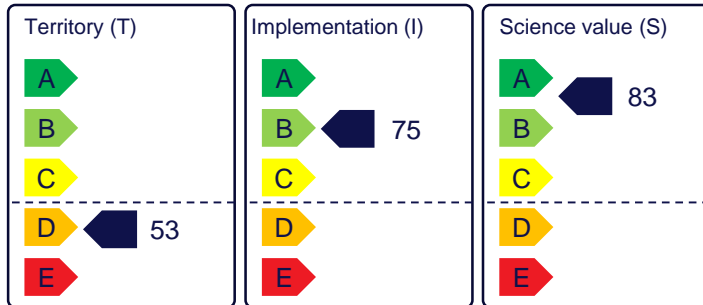 Territory (T)
A
B
C
D
53
E
Implementation (I)
A
B
75
C
D
E
Science value (S)
A
83
B
C
D
E